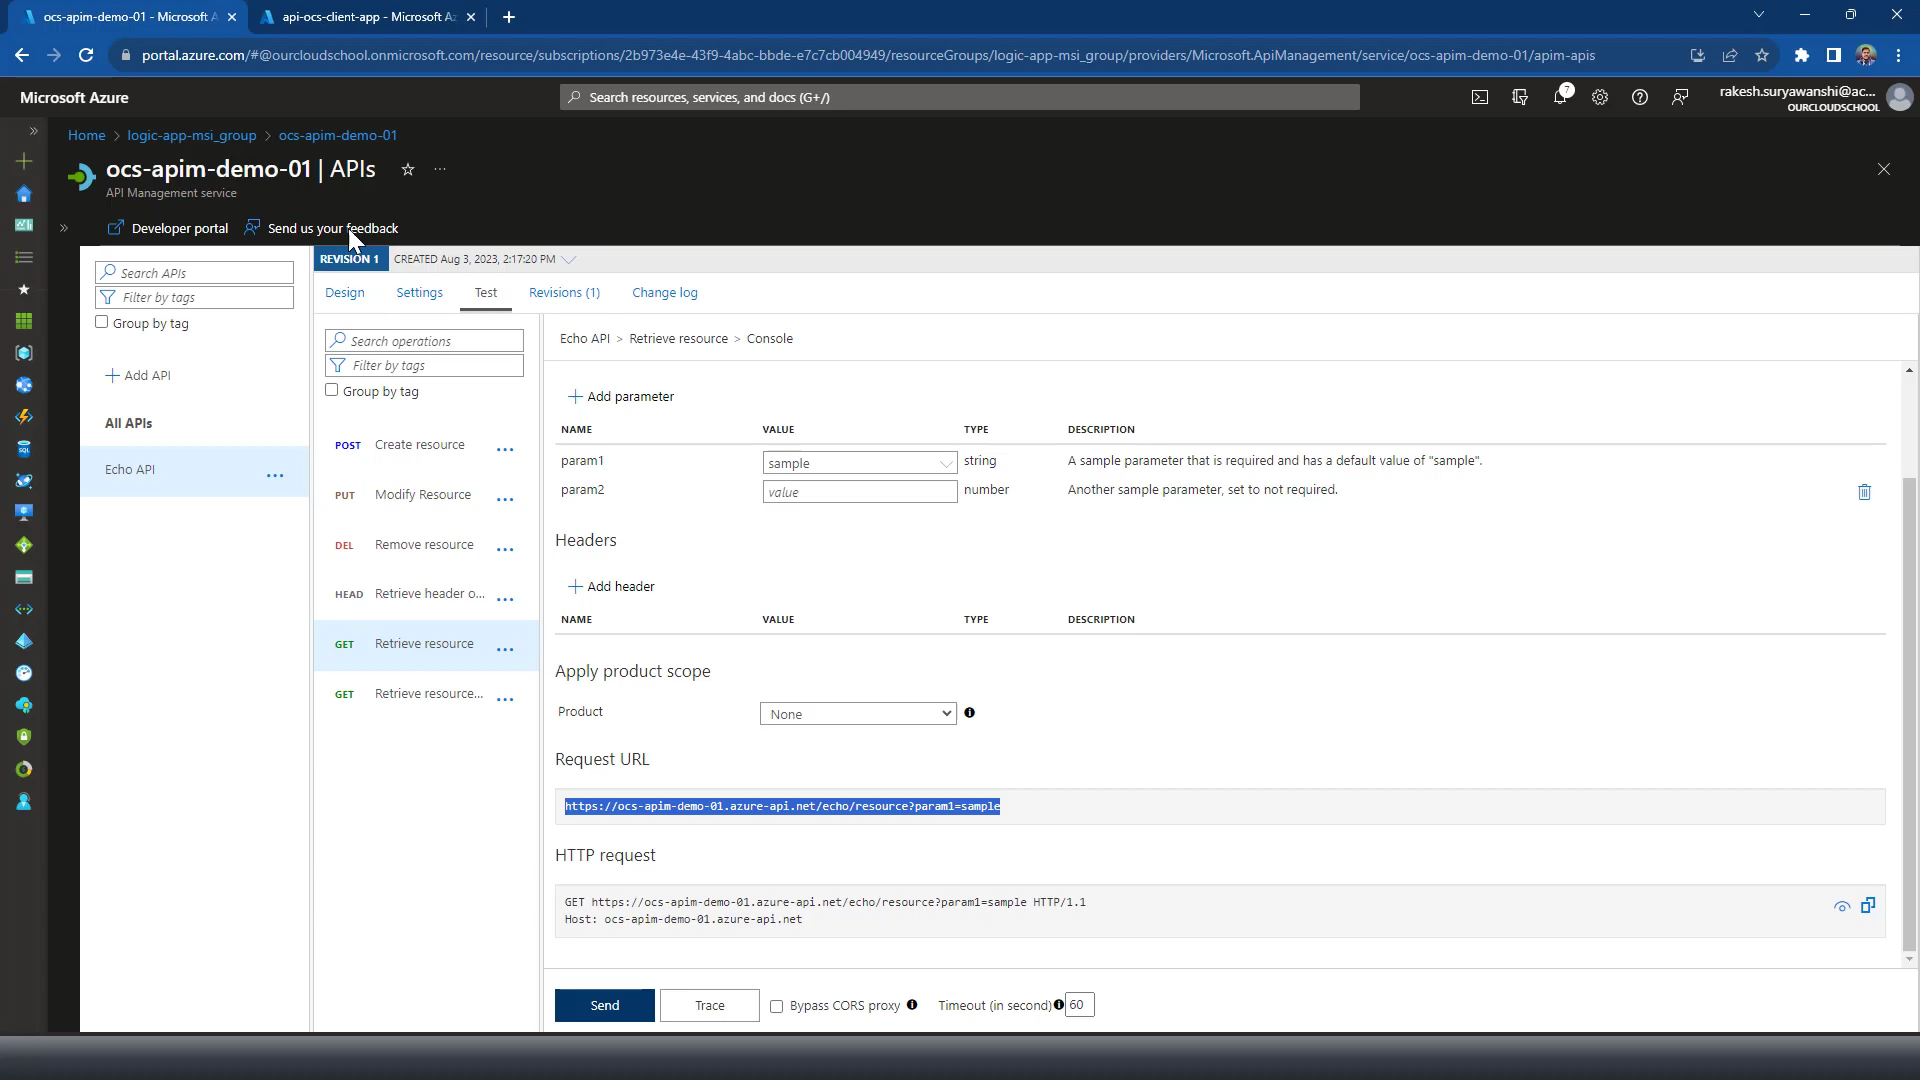 ocs-apim-demo-01 - Microsoft A
api-ocs-client-app - Microsoft Az
portal.azure.com/#@ourcloudschool.onmicrosoft.com/resource/subscriptions/2b973e4e-43f9-4abc-bbde-e7c7cb004949/resourceGroups/logic-app-msi_group/providers/Microsoft.ApiManagement/service/ocs-apim-demo-01/apim-apis
Microsoft Azure
Search resources, services, and docs (G+/)
7
rakesh.suryawanshi@ac...
OURCLOUDSCHOOL
Home > logic-app-msi_group > ocs-apim-demo-01
ocs-apim-demo-01 | APIs
API Management service
Developer portal
Send us your feedback
Search APIs
Filter by tags
Group by tag
Add API
All APIs
Echo API
REVISION 1
CREATED Aug 3, 2023, 2:17:20 PM
Design
Settings
Test
Revisions (1)
Change log
Search operations
Filter by tags
Group by tag
POST Create resource
PUT Modify Resource
DEL Remove resource
HEAD Retrieve header o...
GET Retrieve resource
GET Retrieve resource...
Echo API > Retrieve resource > Console
Add parameter
NAME VALUE TYPE DESCRIPTION
param1 sample string A sample parameter that is required and has a default value of "sample".
param2 value number Another sample parameter, set to not required.
Headers
Add header
NAME VALUE TYPE DESCRIPTION
Apply product scope
Product None
Request URL
https://ocs-apim-demo-01.azure-api.net/echo/resource?param1=sample
HTTP request
GET https://ocs-apim-demo-01.azure-api.net/echo/resource?param1=sample HTTP/1.1
Host: ocs-apim-demo-01.azure-api.net
Send
Trace
Bypass CORS proxy
Timeout (in second) 60